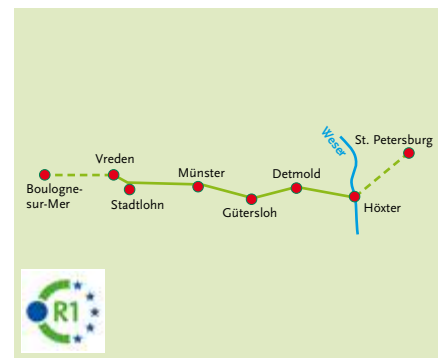 Weser
St. Petersburg
Vreden
Münster
Detmold
Boulogne-
sur-Mer
Stadtlohn
Gütersloh
Höxter
R1